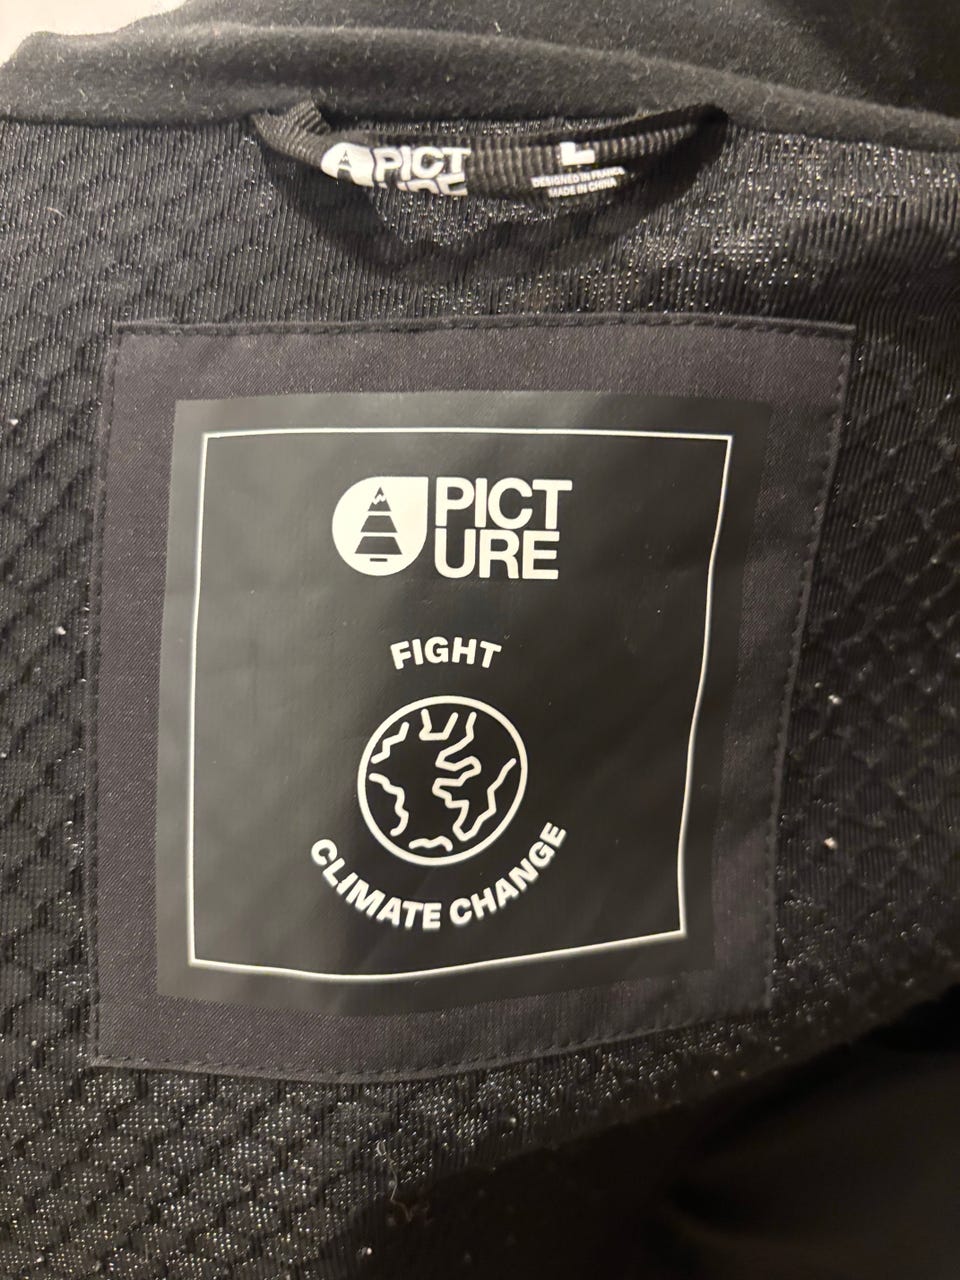 PICT
URE
L
DESIGNED IN FRANCE
MADE IN CHINA
PICT
URE
FIGHT
CLIMATE CHANGE